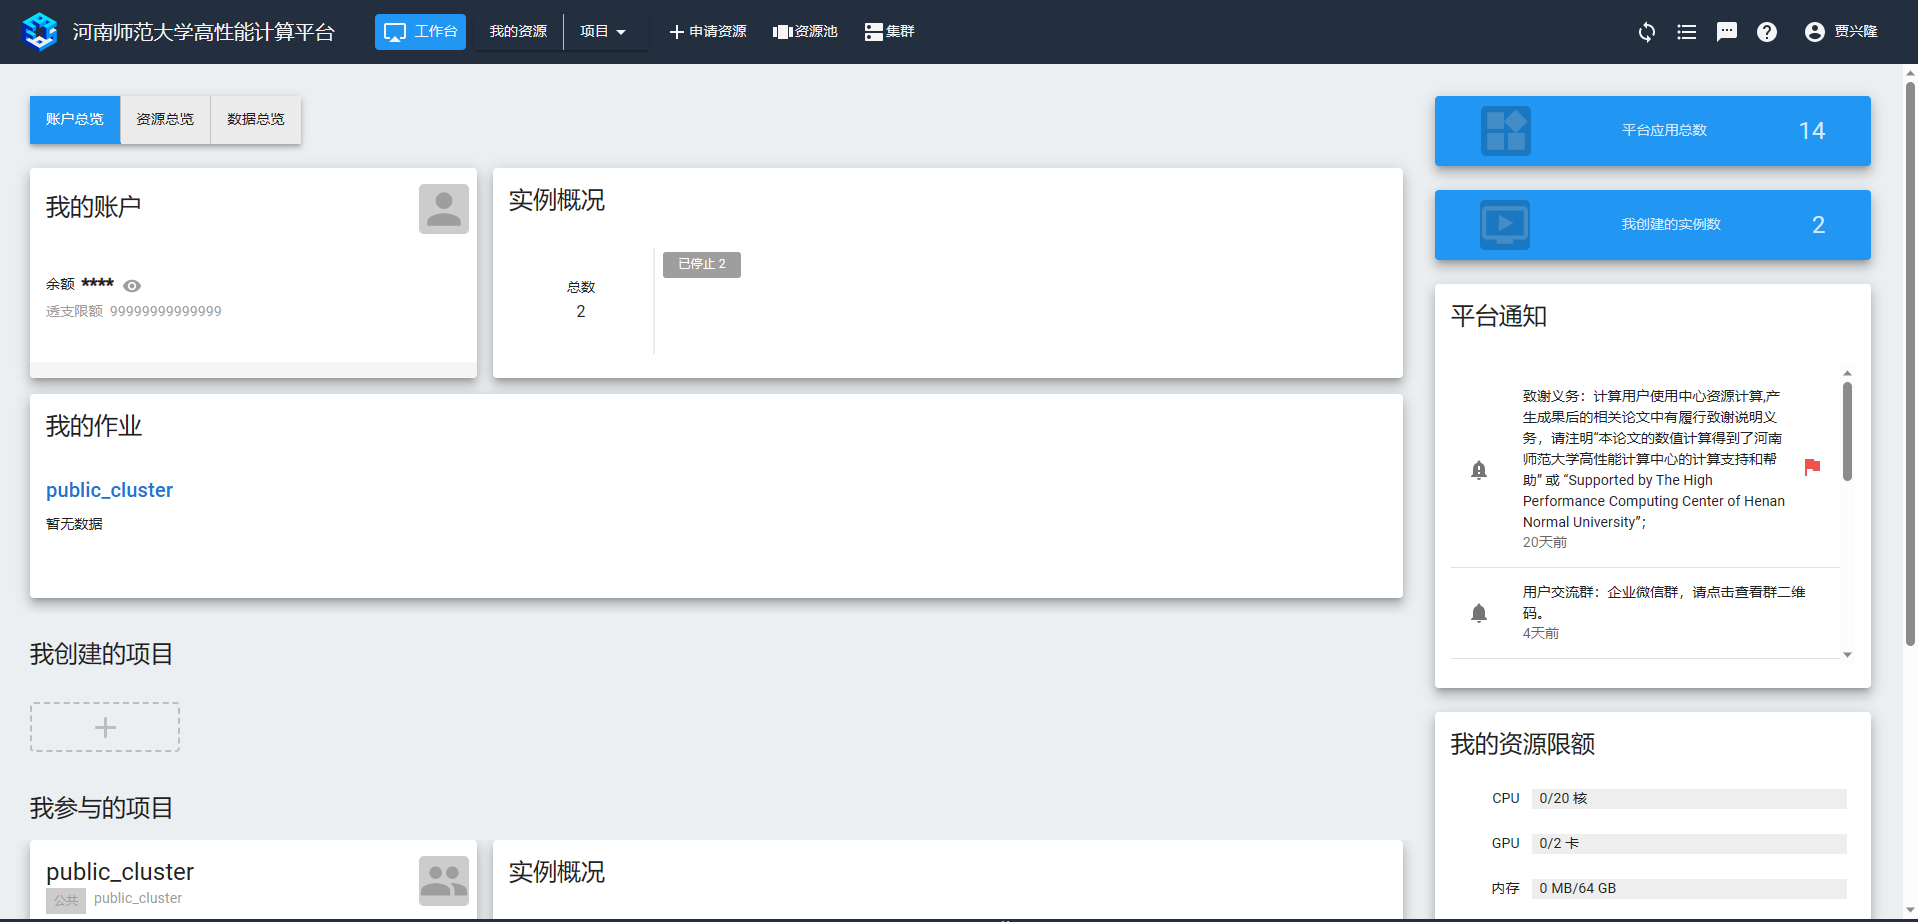 河南师范大学高性能计算平台
工作台
我的资源
项目
申请资源
资源池
集群
贾兴隆
账户总览
资源总览
数据总览
我的账户
余额 ****
透支限额 99999999999999
实例概况
总数
2
已停止 2
我的作业
public_cluster
暂无数据
我创建的项目
我参与的项目
public_cluster
公共 public_cluster
实例概况
平台应用总数 14
我创建的实例数 2
平台通知
致谢义务：计算用户使用中心资源计算,产
生成果后的相关论文中有履行致谢说明义
务，请注明“本论文的数值计算得到了河南
师范大学高性能计算中心的计算支持和帮
助” 或 “Supported by The High
Performance Computing Center of Henan
Normal University”；
20天前
用户交流群：企业微信群，请点击查看群二维
码。
4天前
我的资源限额
CPU 0/20 核
GPU 0/2 卡
内存 0 MB/64 GB